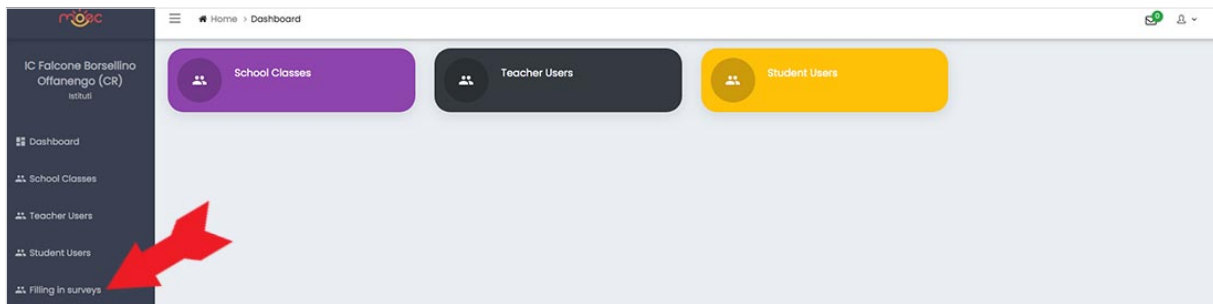 moec
Home > Dashboard
0
IC Falcone Borsellino
Offanengo (CR)
Istituti
School Classes
Teacher Users
Student Users
Dashboard
School Classes
Teacher Users
Student Users
Filling in surveys